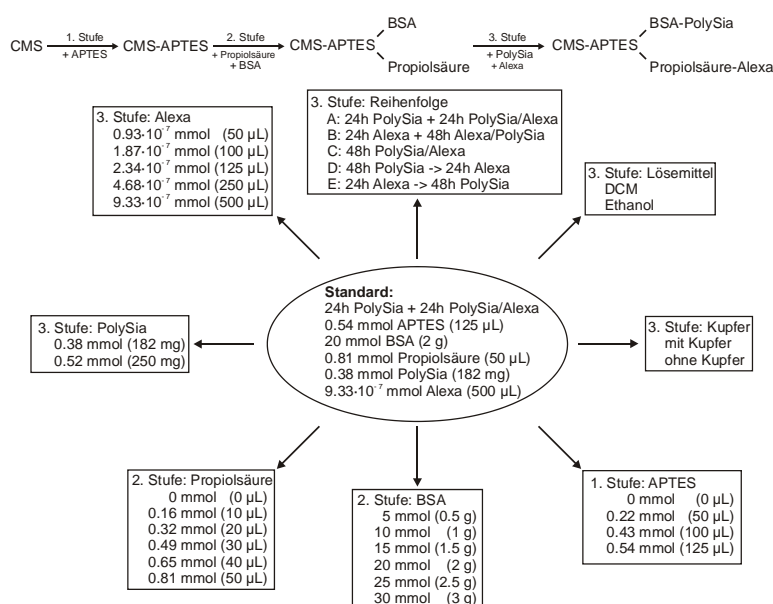 CMS 1. Stufe + APTES CMS-APTES 2. Stufe + Propiolsäure + BSA CMS-APTES BSA Propiolsäure 3. Stufe + PolySia + Alexa CMS-APTES BSA-PolySia Propiolsäure-Alexa
3. Stufe: Alexa
0.93·10⁻⁷ mmol (50 µL)
1.87·10⁻⁷ mmol (100 µL)
2.34·10⁻⁷ mmol (125 µL)
4.68·10⁻⁷ mmol (250 µL)
9.33·10⁻⁷ mmol (500 µL)
3. Stufe: Reihenfolge
A: 24h PolySia + 24h PolySia/Alexa
B: 24h Alexa + 48h Alexa/PolySia
C: 48h PolySia/Alexa
D: 48h PolySia -> 24h Alexa
E: 24h Alexa -> 48h PolySia
3. Stufe: Lösemittel
DCM
Ethanol
Standard:
24h PolySia + 24h PolySia/Alexa
0.54 mmol APTES (125 µL)
20 mmol BSA (2 g)
0.81 mmol Propiolsäure (50 µL)
0.38 mmol PolySia (182 mg)
9.33·10⁻⁷ mmol Alexa (500 µL)
3. Stufe: PolySia
0.38 mmol (182 mg)
0.52 mmol (250 mg)
3. Stufe: Kupfer
mit Kupfer
ohne Kupfer
2. Stufe: Propiolsäure
0 mmol (0 µL)
0.16 mmol (10 µL)
0.32 mmol (20 µL)
0.49 mmol (30 µL)
0.65 mmol (40 µL)
0.81 mmol (50 µL)
2. Stufe: BSA
5 mmol (0.5 g)
10 mmol (1 g)
15 mmol (1.5 g)
20 mmol (2 g)
25 mmol (2.5 g)
30 mmol (3 g)
1. Stufe: APTES
0 mmol (0 µL)
0.22 mmol (50 µL)
0.43 mmol (100 µL)
0.54 mmol (125 µL)